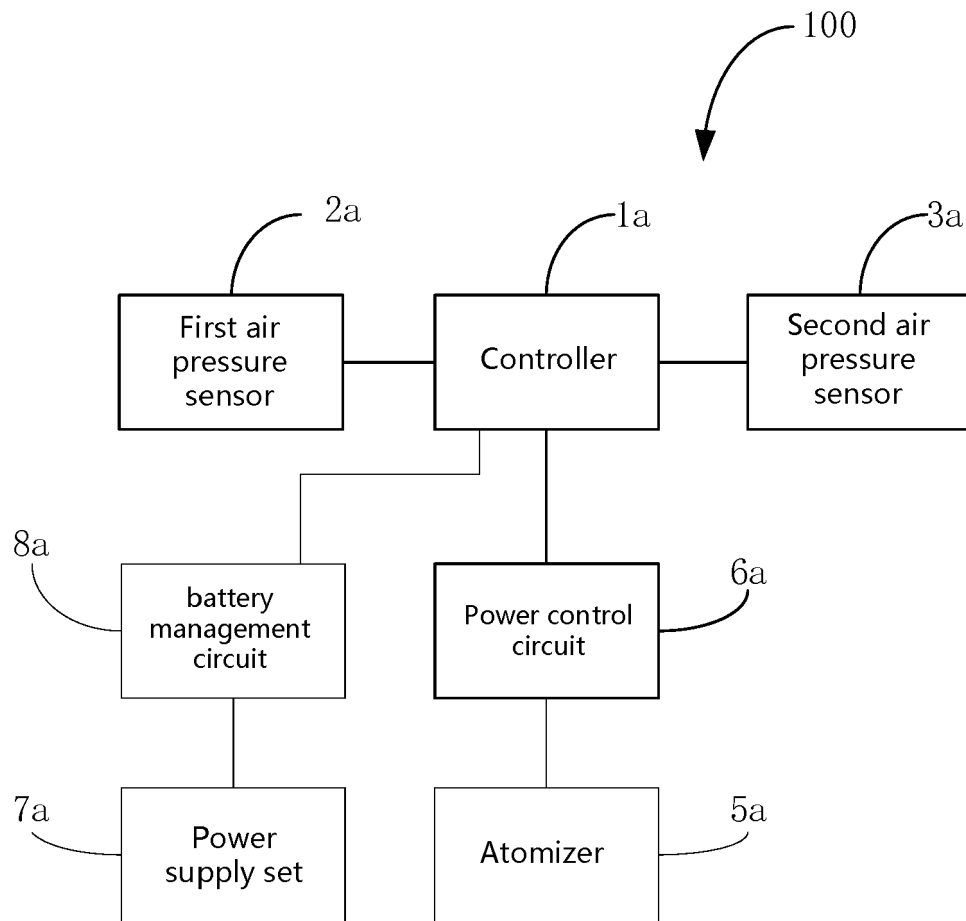 100
2a
1a
3a
First air
pressure
sensor
Controller
Second air
pressure
sensor
8a
6a
battery
management
circuit
Power control
circuit
7a
5a
Power
supply set
Atomizer